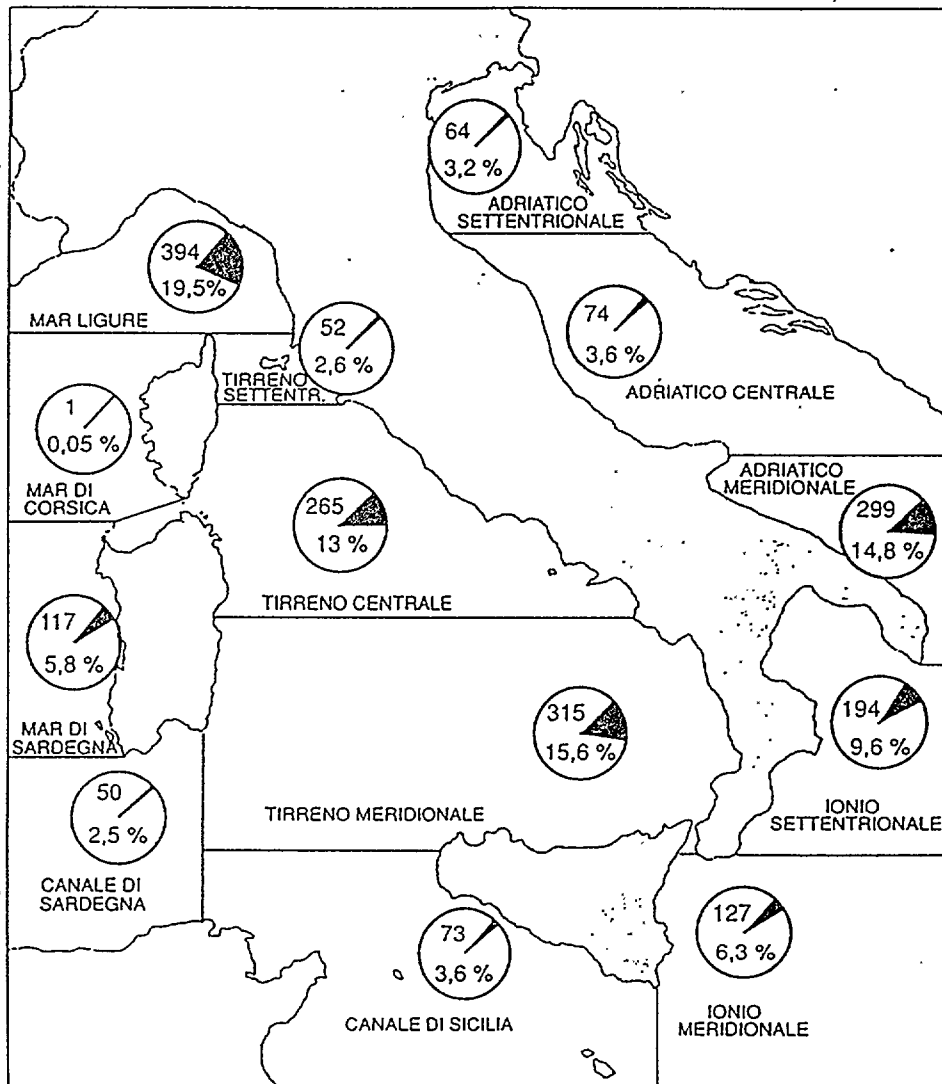 64
3,2 %
ADRIATICO
SETTENTRIONALE
394
19,5%
MAR LIGURE
52
2,6 %
TIRRENO
SETTENTR.
74
3,6 %
ADRIATICO CENTRALE
1
0,05 %
MAR DI
CORSICA
265
13 %
TIRRENO CENTRALE
ADRIATICO
MERIDIONALE
299
14,8 %
117
5,8 %
MAR DI
SARDEGNA
315
15,6 %
TIRRENO MERIDIONALE
194
9,6 %
IONIO
SETTENTRIONALE
50
2,5 %
CANALE DI
SARDEGNA
73
3,6 %
CANALE DI SICILIA
127
6,3 %
IONIO
MERIDIONALE